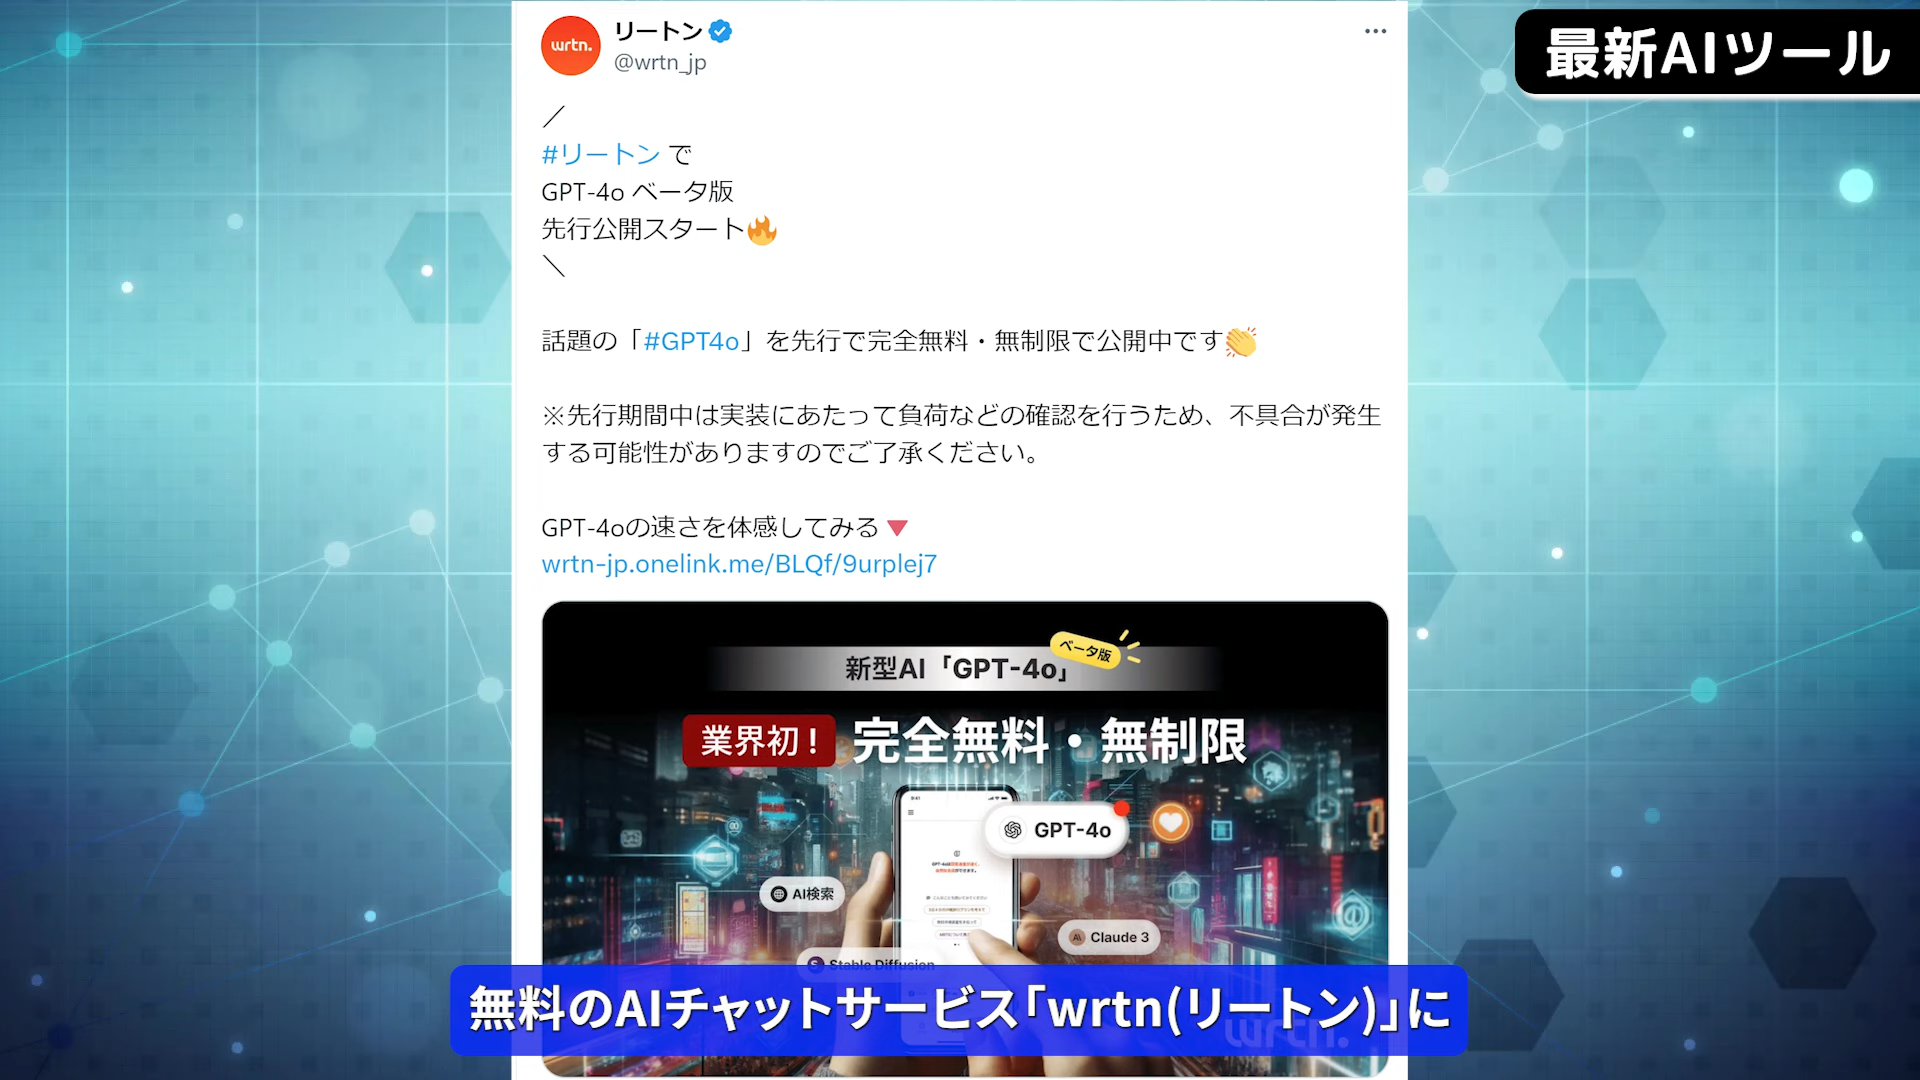 最新AIツール
wrtn.
リートン
@wrtn_jp
／
#リートン で
GPT-4o ベータ版
先行公開スタート🔥
＼
話題の「#GPT4o」を先行で完全無料・無制限で公開中です👏
※先行期間中は実装にあたって負荷などの確認を行うため、不具合が発生
する可能性がありますのでご了承ください。
GPT-4oの速さを体感してみる🔻
wrtn-jp.onelink.me/BLQf/9urplej7
ベータ版
新型AI「GPT-4o」
業界初！ 完全無料・無制限
GPT-4o
AI検索
Claude 3
Stable Diffusion
無料のAIチャットサービス「wrtn(リートン)」に
wrtn.